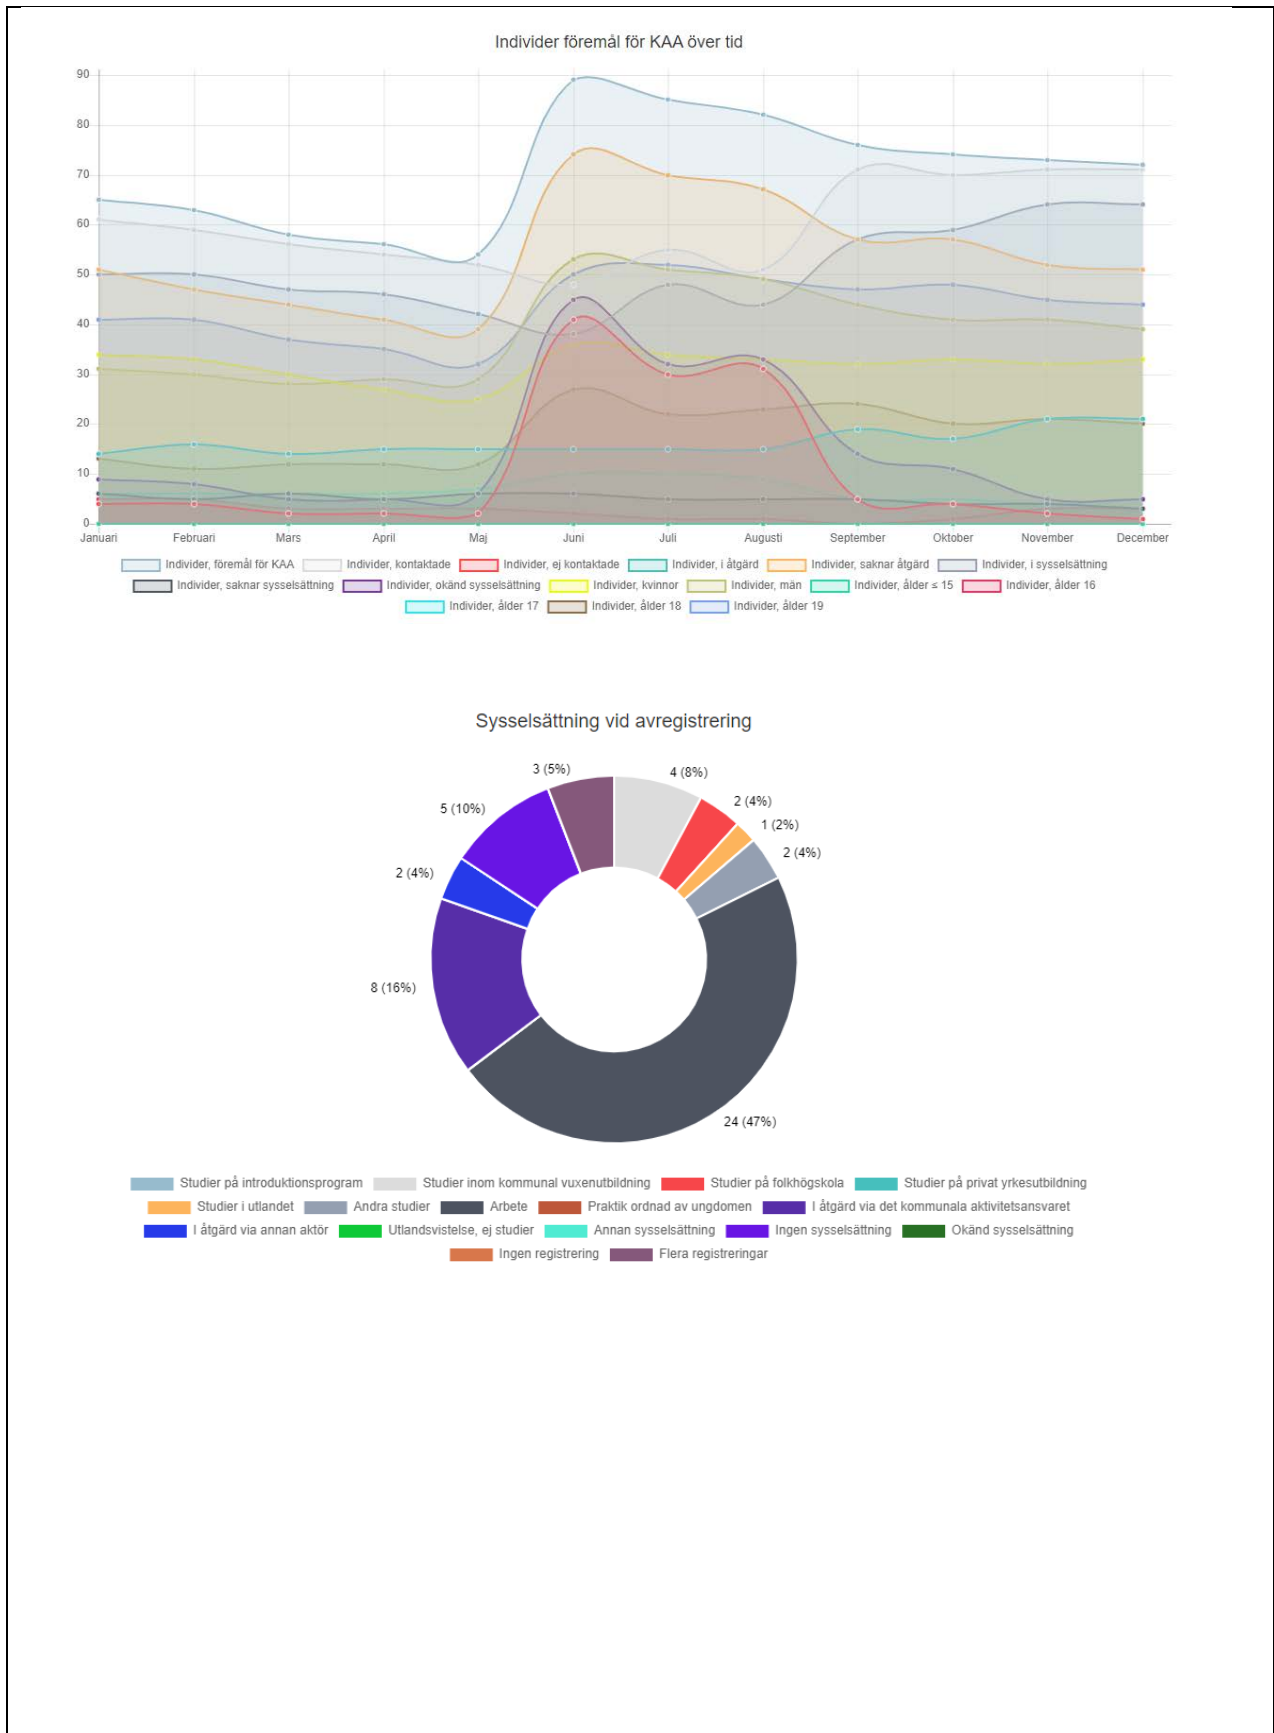 Individer föremål för KAA över tid
90
80
70
60
50
40
30
20
10
0
Januari Februari Mars April Maj Juni Juli Augusti September Oktober November December
Individer, föremål för KAA Individer, kontaktade Individer, ej kontaktade Individer, i åtgärd Individer, saknar åtgärd Individer, i sysselsättning
Individer, saknar sysselsättning Individer, okänd sysselsättning Individer, kvinnor Individer, män Individer, ålder ≤ 15 Individer, ålder 16
Individer, ålder 17 Individer, ålder 18 Individer, ålder 19
Sysselsättning vid avregistrering
3 (5%) 4 (8%)
5 (10%) 2 (4%)
1 (2%)
2 (4%) 2 (4%)
8 (16%)
24 (47%)
Studier på introduktionsprogram Studier inom kommunal vuxenutbildning Studier på folkhögskola Studier på privat yrkesutbildning
Studier i utlandet Andra studier Arbete Praktik ordnad av ungdomen I åtgärd via det kommunala aktivitetsansvaret
I åtgärd via annan aktör Utlandsvistelse, ej studier Annan sysselsättning Ingen sysselsättning Okänd sysselsättning
Ingen registrering Flera registreringar